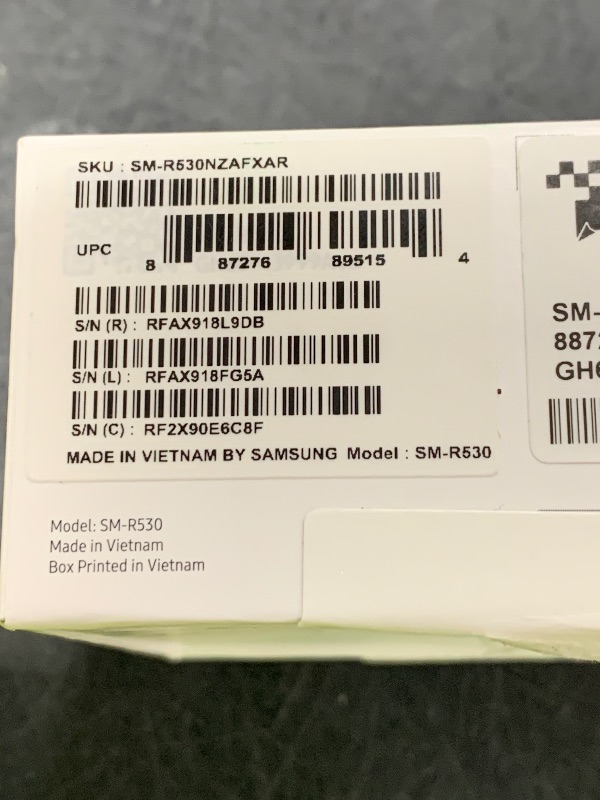 SKU : SM-R530NZAFXAR
UPC
8 87276 89515 4
S/N (R) : RFAX918L9DB
S/N (L) : RFAX918FG5A
S/N (C) : RF2X90E6C8F
MADE IN VIETNAM BY SAMSUNG Model : SM-R530
Model: SM-R530
Made in Vietnam
Box Printed in Vietnam
SM-
887
GH6